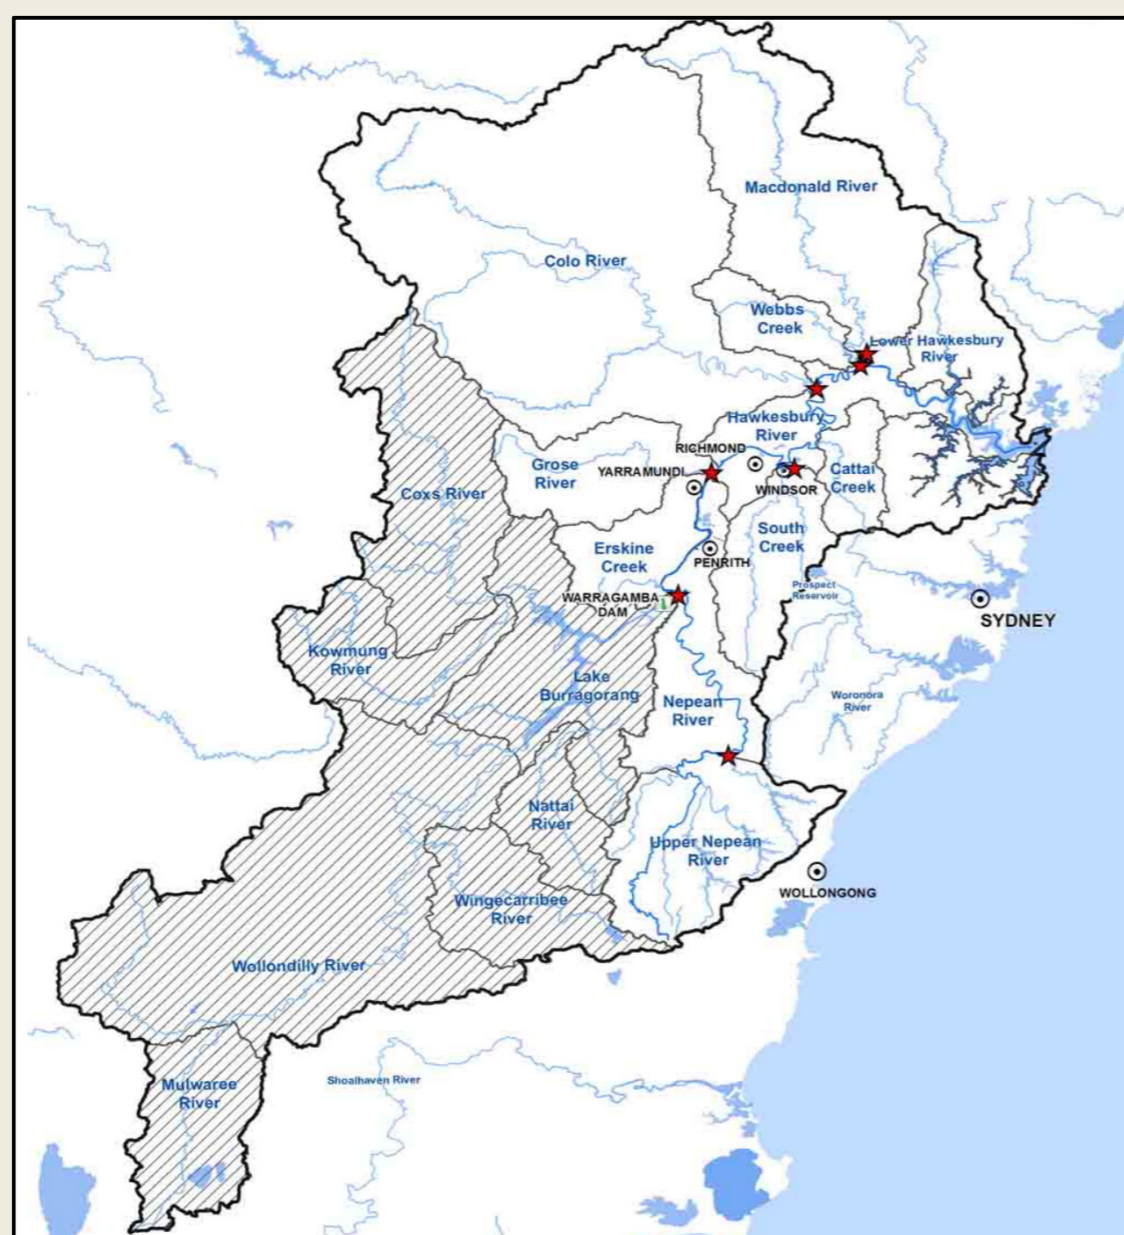 Macdonald River
Colo River
Webbs
Creek
Lower Hawkesbury
River
Hawkesbury
River
RICHMOND
Grose
River
YARRAMUNDI
Cattai
Creek
WINDSOR
Coxs River
South
Creek
Erskine
Creek
PENRITH
Prospect
Reservoir
WARRAGAMBA
DAM
SYDNEY
Kowmung
River
Lake
Burragorang
Nepean
River
Woronora
River
Nattai
River
Upper Nepean
River
WOLLONGONG
Wingecarribee
River
Wollondilly River
Mulwaree
River
Shoalhaven River